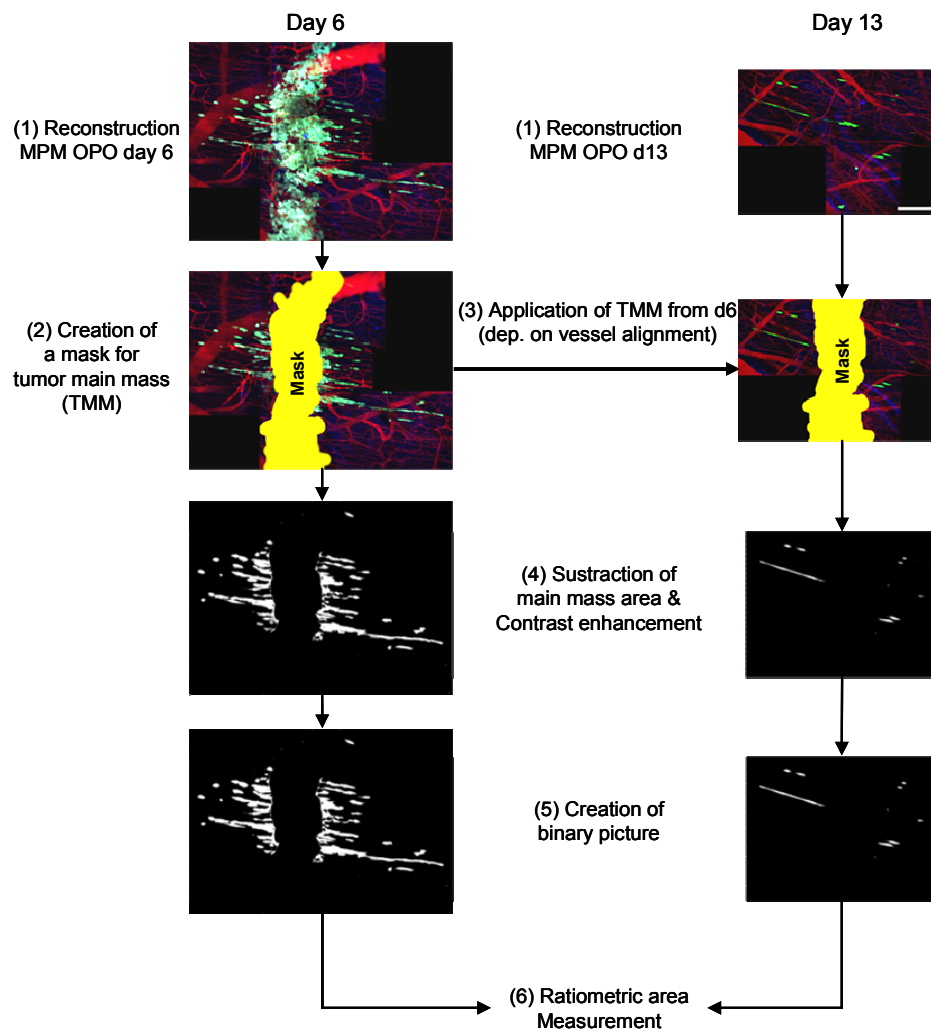 Day 6
Day 13
(1) Reconstruction
MPM OPO day 6
(1) Reconstruction
MPM OPO d13
(2) Creation of
a mask for
tumor main mass
(TMM)
Mask
(3) Application of TMM from d6
(dep. on vessel alignment)
Mask
(4) Sustraction of
main mass area &
Contrast enhancement
(5) Creation of
binary picture
(6) Ratiometric area
Measurement